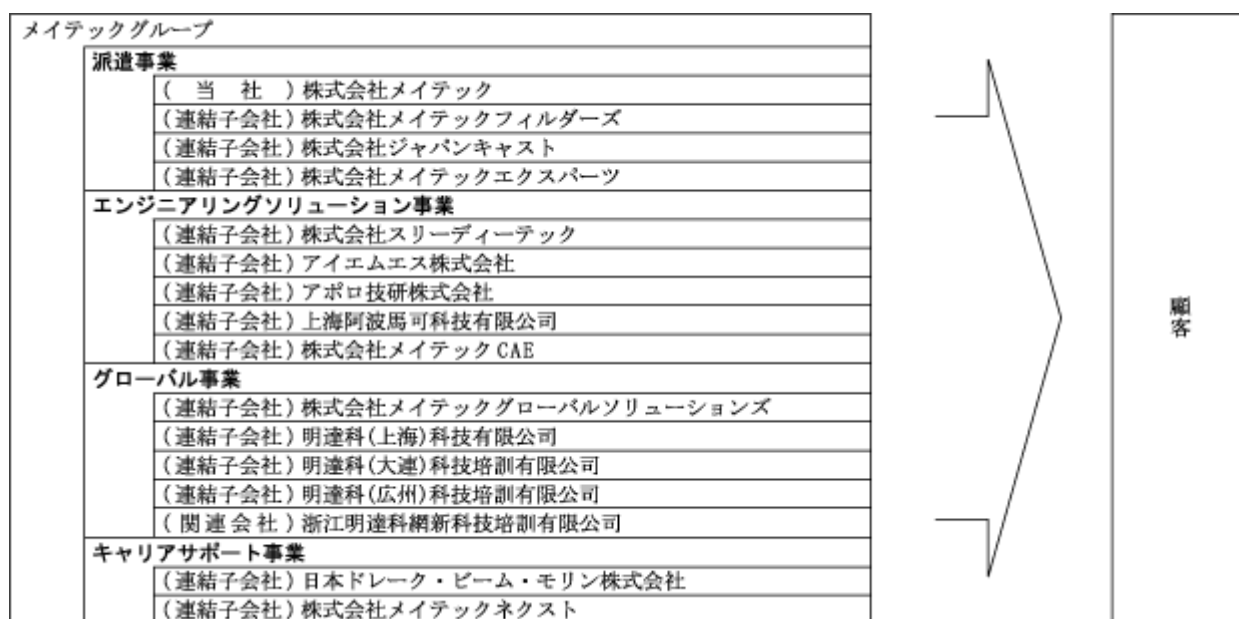 メイテックグループ
派遣事業
( 当 社 )株式会社メイテック
(連結子会社)株式会社メイテックフィルダーズ
(連結子会社)株式会社ジャパンキャスト
(連結子会社)株式会社メイテックエクスパーツ
エンジニアリングソリューション事業
(連結子会社)株式会社スリーディーテック
(連結子会社)アイエムエス株式会社
(連結子会社)アポロ技研株式会社
(連結子会社)上海阿波馬可科技有限公司
(連結子会社)株式会社メイテックCAE
グローバル事業
(連結子会社)株式会社メイテックグローバルソリューションズ
(連結子会社)明達科(上海)科技有限公司
(連結子会社)明達科(大連)科技培訓有限公司
(連結子会社)明達科(広州)科技培訓有限公司
(関連会社)浙江明達科網新科技培訓有限公司
キャリアサポート事業
(連結子会社)日本ドレーク・ビーム・モリン株式会社
(連結子会社)株式会社メイテックネクスト
顧客